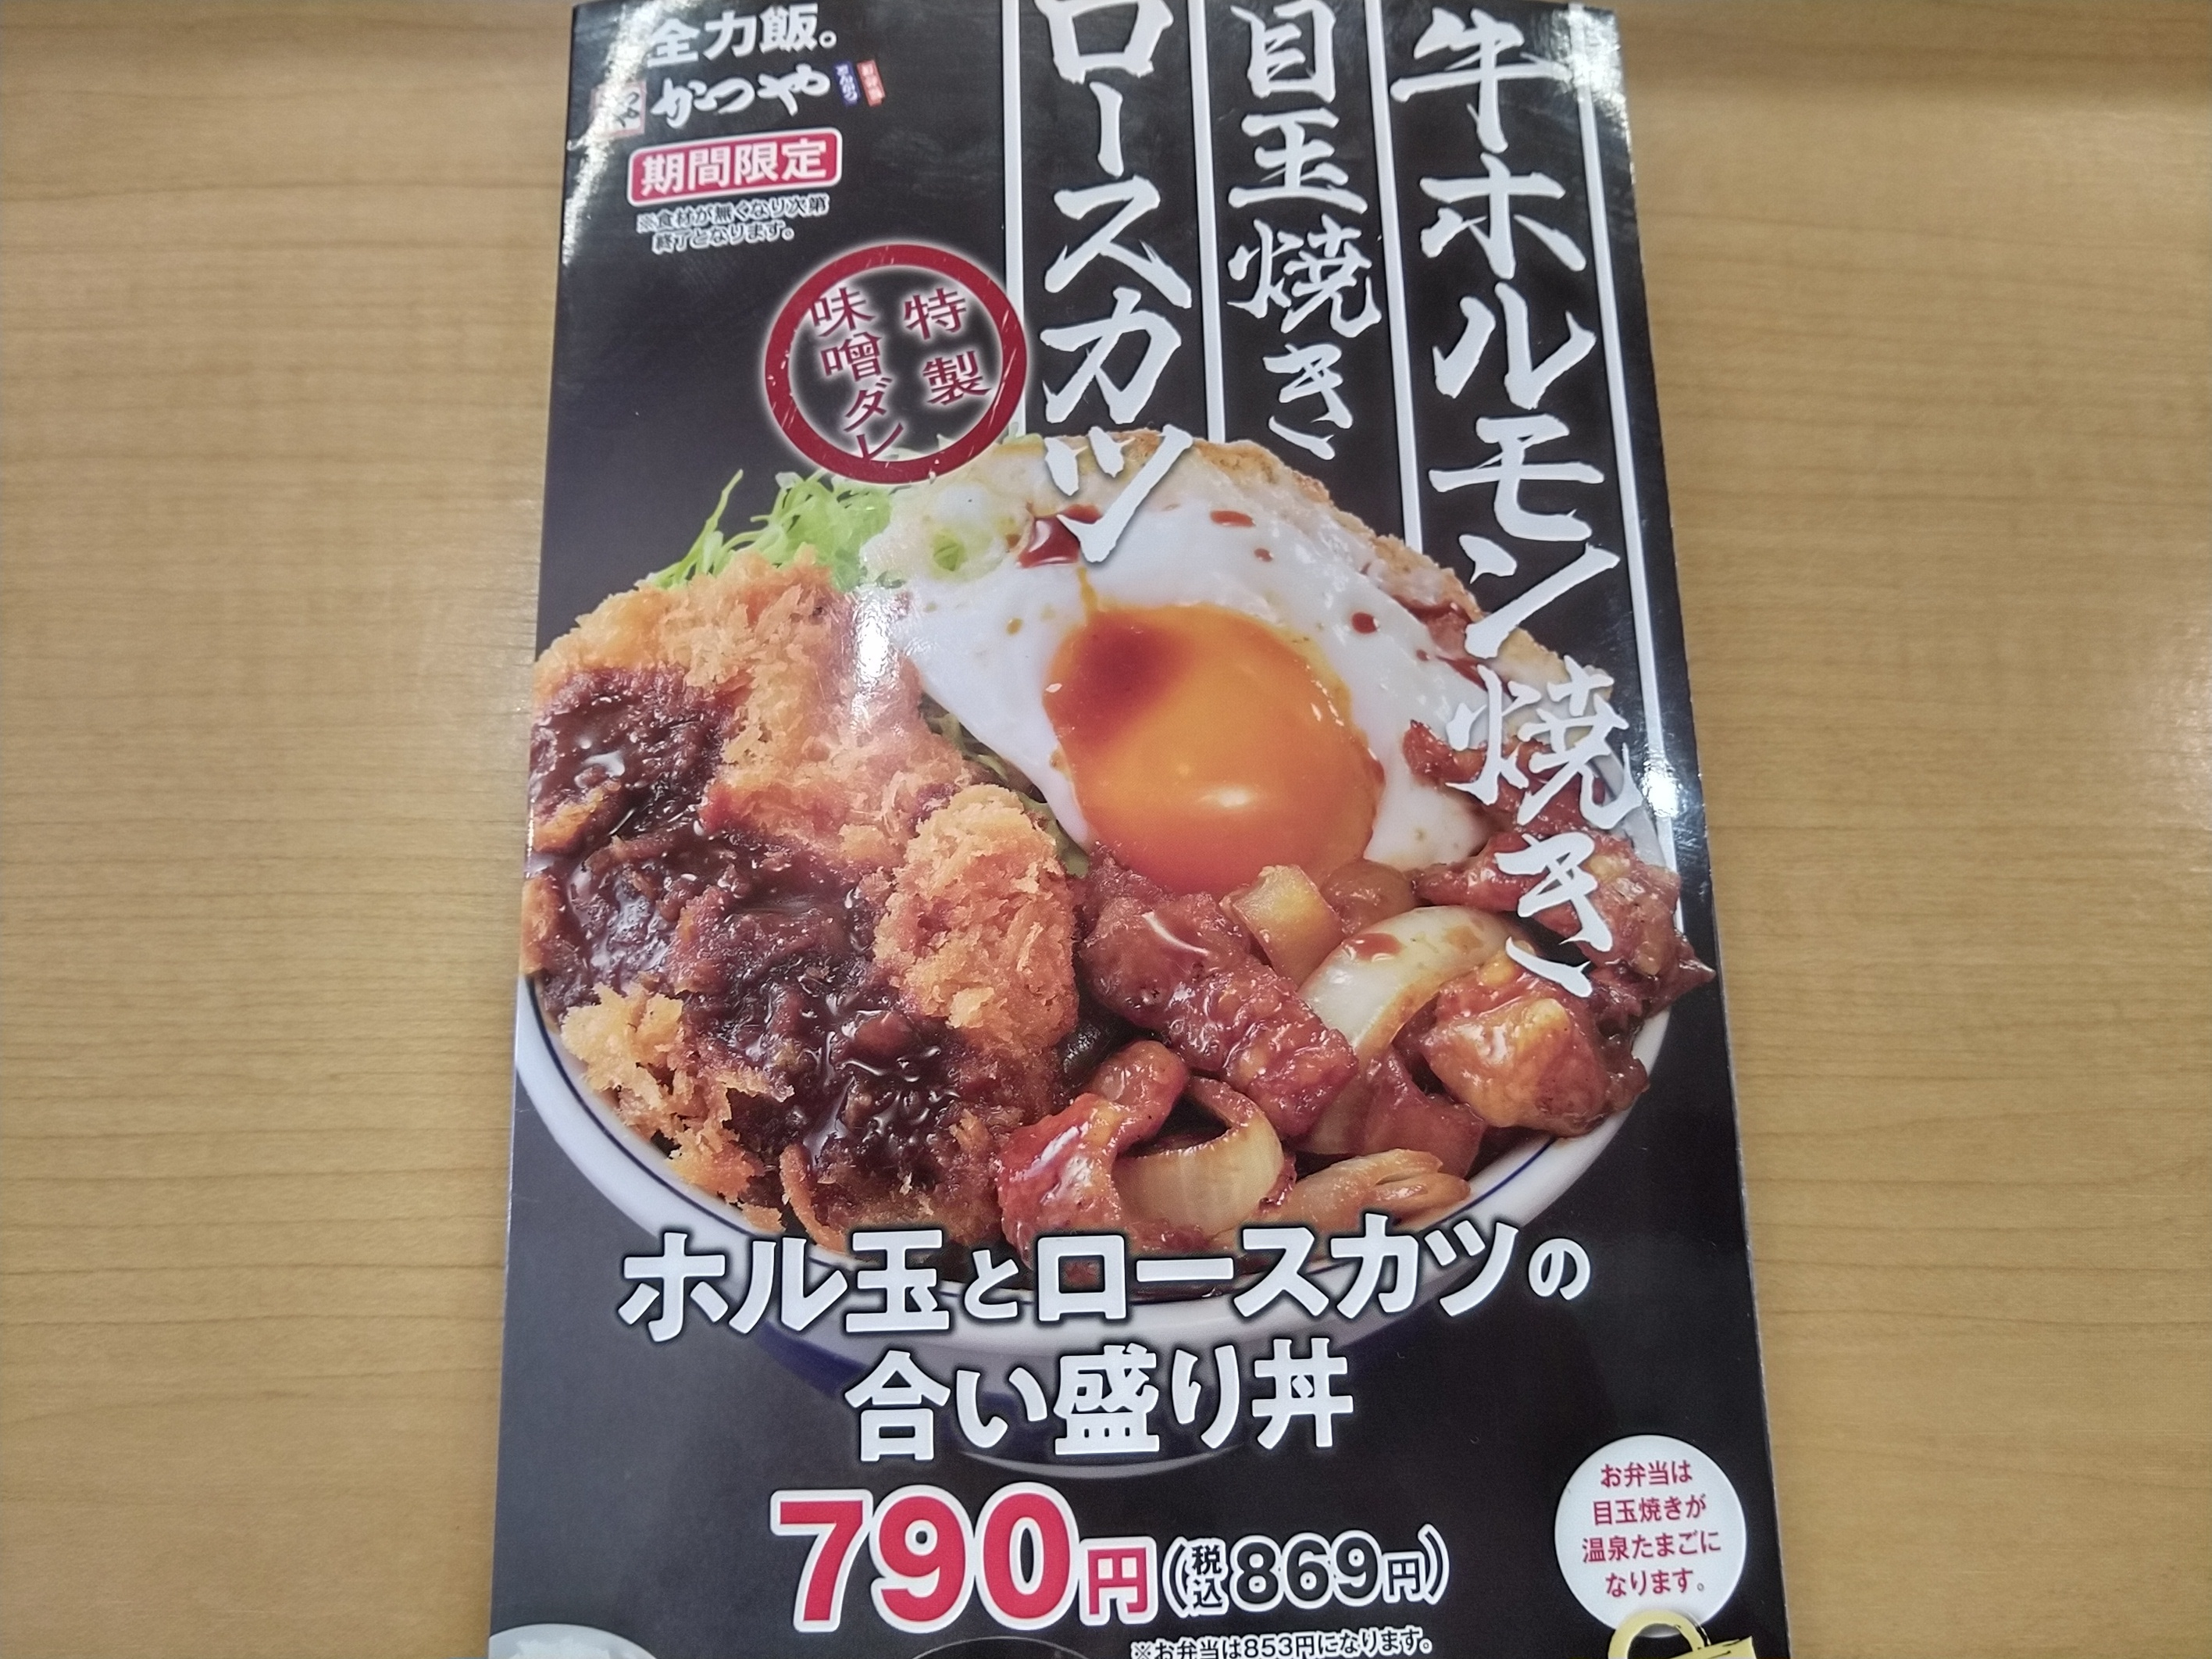 全力飯。
かつや
期間限定
※食材が無くなり次第
終了となります。
牛ホルモン焼き
目玉焼き
ロースカツ
特製
味噌ダレ
ホル玉とロースカツの
合い盛り丼
790円(税込869円)
※お弁当は853円になります。
お弁当は
目玉焼きが
温泉たまごに
なります。